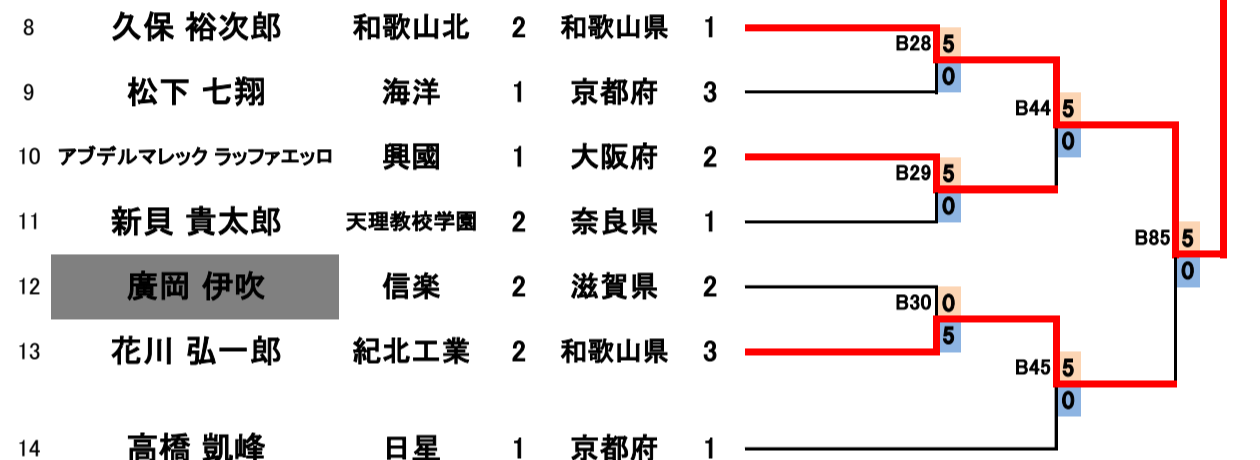 8 久保 裕次郎 和歌山北 2 和歌山県 1
B28 5
9 松下 七翔 海洋 1 京都府 3 0
B44 5
10 アブデルマレック ラッファエッロ 興國 1 大阪府 2 0
B29 5
11 新貝 貴太郎 天理教校学園 2 奈良県 1 0
B85 5
12 廣岡 伊吹 信楽 2 滋賀県 2 0
B30 0
13 花川 弘一郎 紀北工業 2 和歌山県 3 5
B45 5
0
14 高橋 凱峰 日星 1 京都府 1